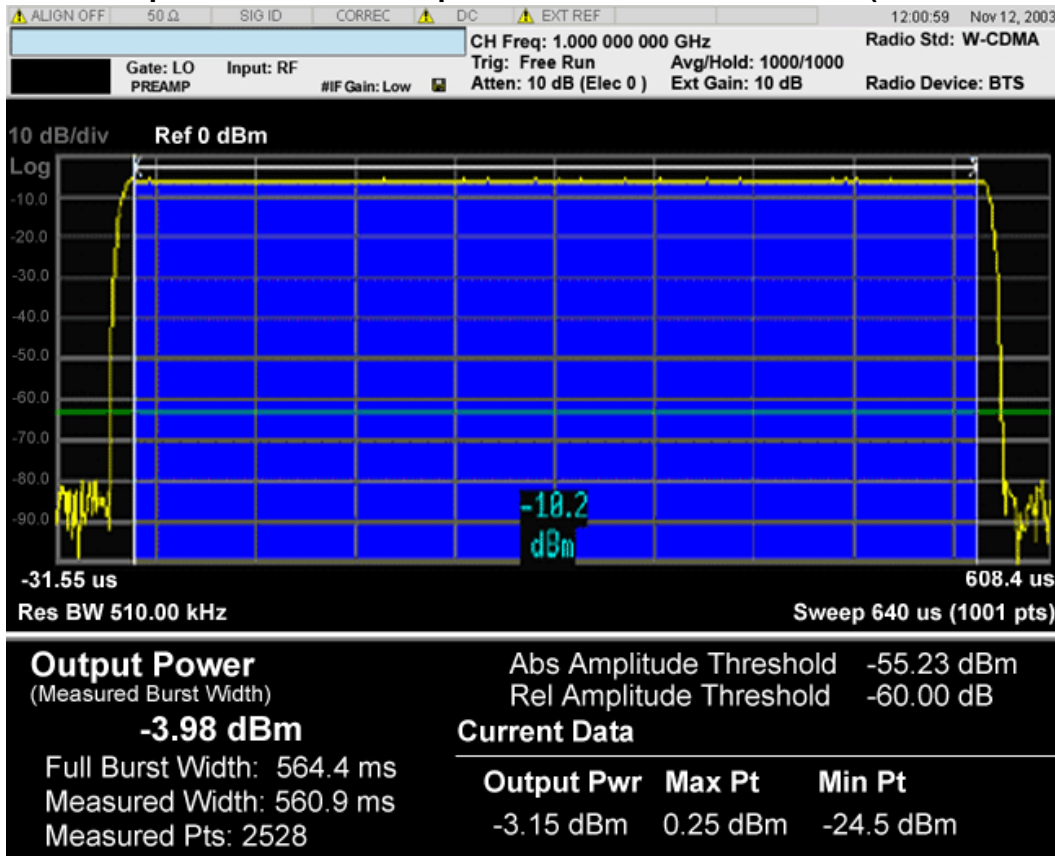 ALIGN OFF 50 Ω SIG ID CORREC DC EXT REF 12:00:59 Nov 12, 2003
CH Freq: 1.000 000 000 GHz Radio Std: W-CDMA
Gate: LO Input: RF Trig: Free Run Avg/Hold: 1000/1000
PREAMP #IF Gain: Low Atten: 10 dB (Elec 0 ) Ext Gain: 10 dB Radio Device: BTS
10 dB/div Ref 0 dBm
Log
-10.0
-20.0
-30.0
-40.0
-50.0
-60.0
-70.0
-80.0
-90.0
-10.2
dBm
-31.55 us 608.4 us
Res BW 510.00 kHz Sweep 640 us (1001 pts)
Output Power Abs Amplitude Threshold -55.23 dBm
(Measured Burst Width) Rel Amplitude Threshold -60.00 dB
-3.98 dBm Current Data
Full Burst Width: 564.4 ms
Measured Width: 560.9 ms Output Pwr Max Pt Min Pt
Measured Pts: 2528 -3.15 dBm 0.25 dBm -24.5 dBm